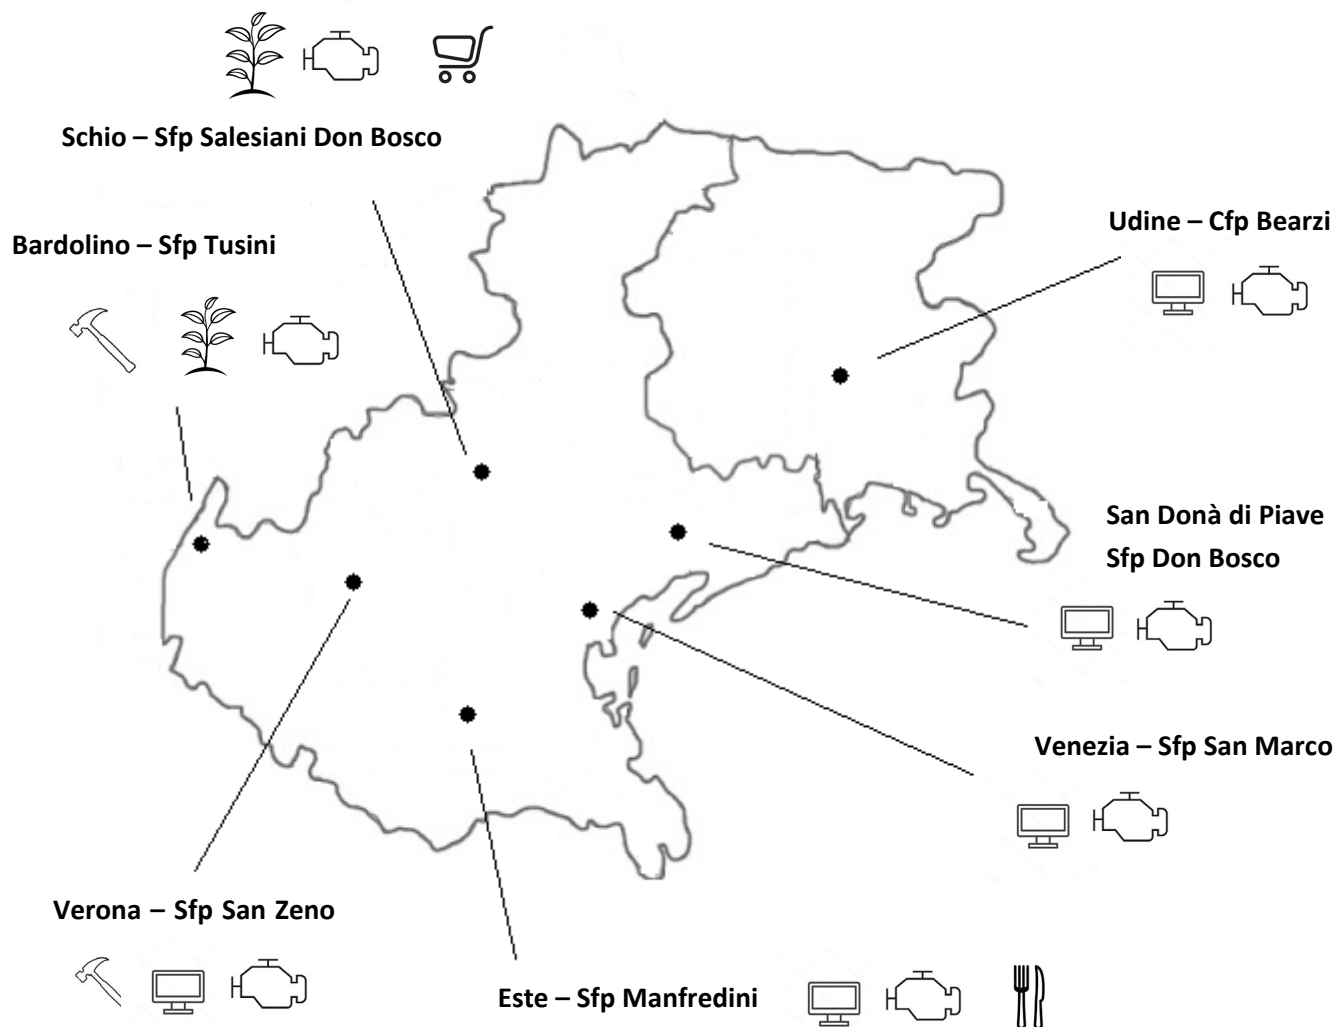 Schio – Sfp Salesiani Don Bosco
Udine – Cfp Bearzi
Bardolino – Sfp Tusini
San Donà di Piave
Sfp Don Bosco
Venezia – Sfp San Marco
Verona – Sfp San Zeno
Este – Sfp Manfredini